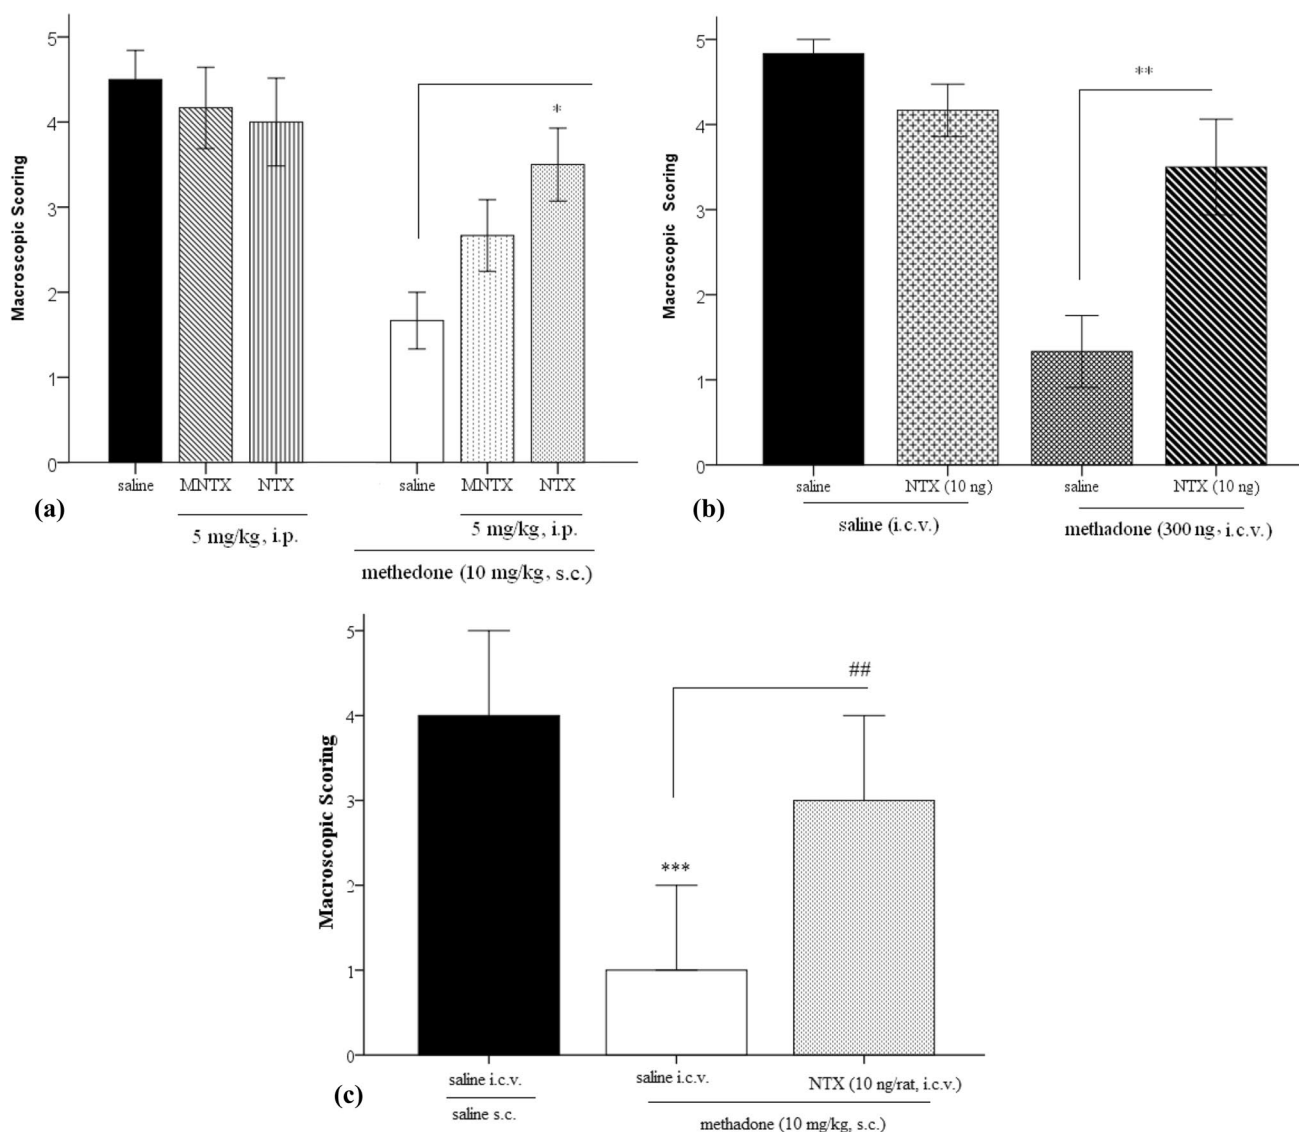 Macroscopic Scoring
5
4
3
2
1
0
*
saline MNTX NTX saline MNTX NTX
(a)
5 mg/kg, i.p. 5 mg/kg, i.p.
methedone (10 mg/kg, s.c.)
Macroscopic Scoring
5
4
3
2
1
0
**
saline NTX (10 ng) saline NTX (10 ng)
(b)
saline (i.c.v.) methadone (300 ng, i.c.v.)
Macroscopic Scoring
5
4
3
2
1
0
##
***
saline i.c.v. saline i.c.v. NTX (10 ng/rat, i.c.v.)
(c)
saline s.c. methadone (10 mg/kg, s.c.)